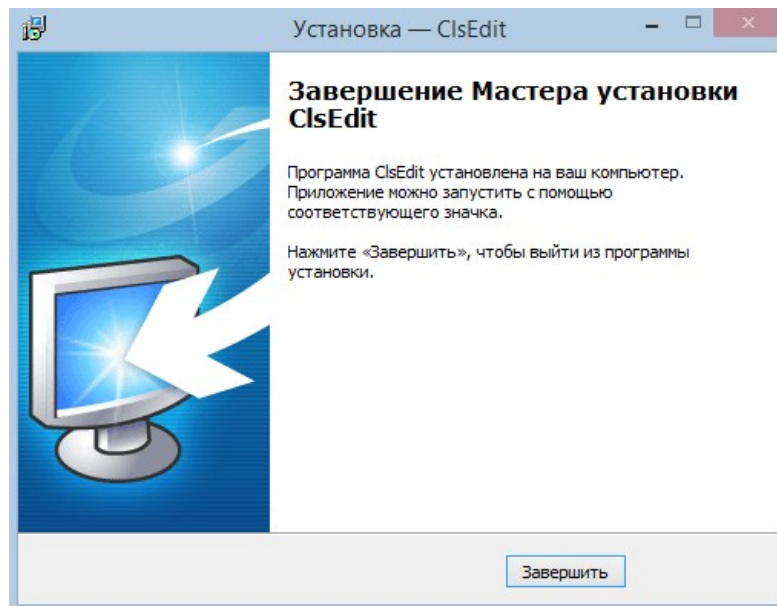 Установка — ClsEdit
Завершение Мастера установки
ClsEdit
Программа ClsEdit установлена на ваш компьютер.
Приложение можно запустить с помощью
соответствующего значка.
Нажмите «Завершить», чтобы выйти из программы
установки.
Завершить